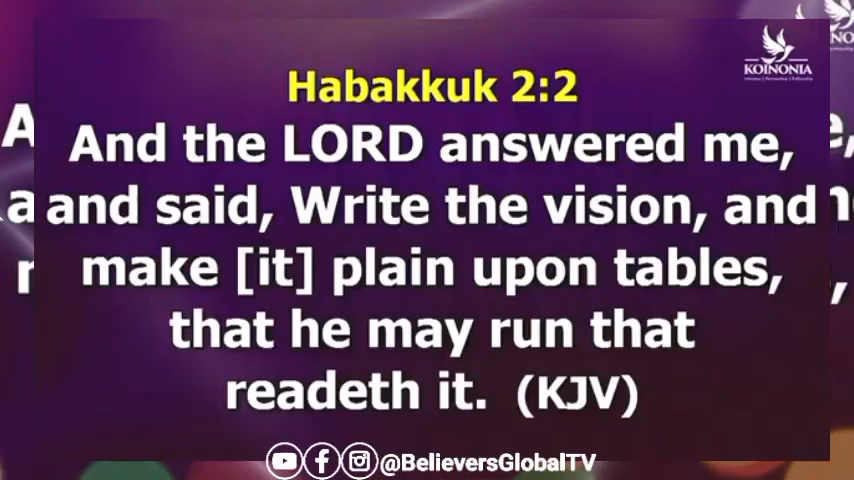 KOINONIA
Habakkuk 2:2
And the LORD answered me,
and said, Write the vision, and
make [it] plain upon tables,
that he may run that
readeth it. (KJV)
@BelieversGlobalTV